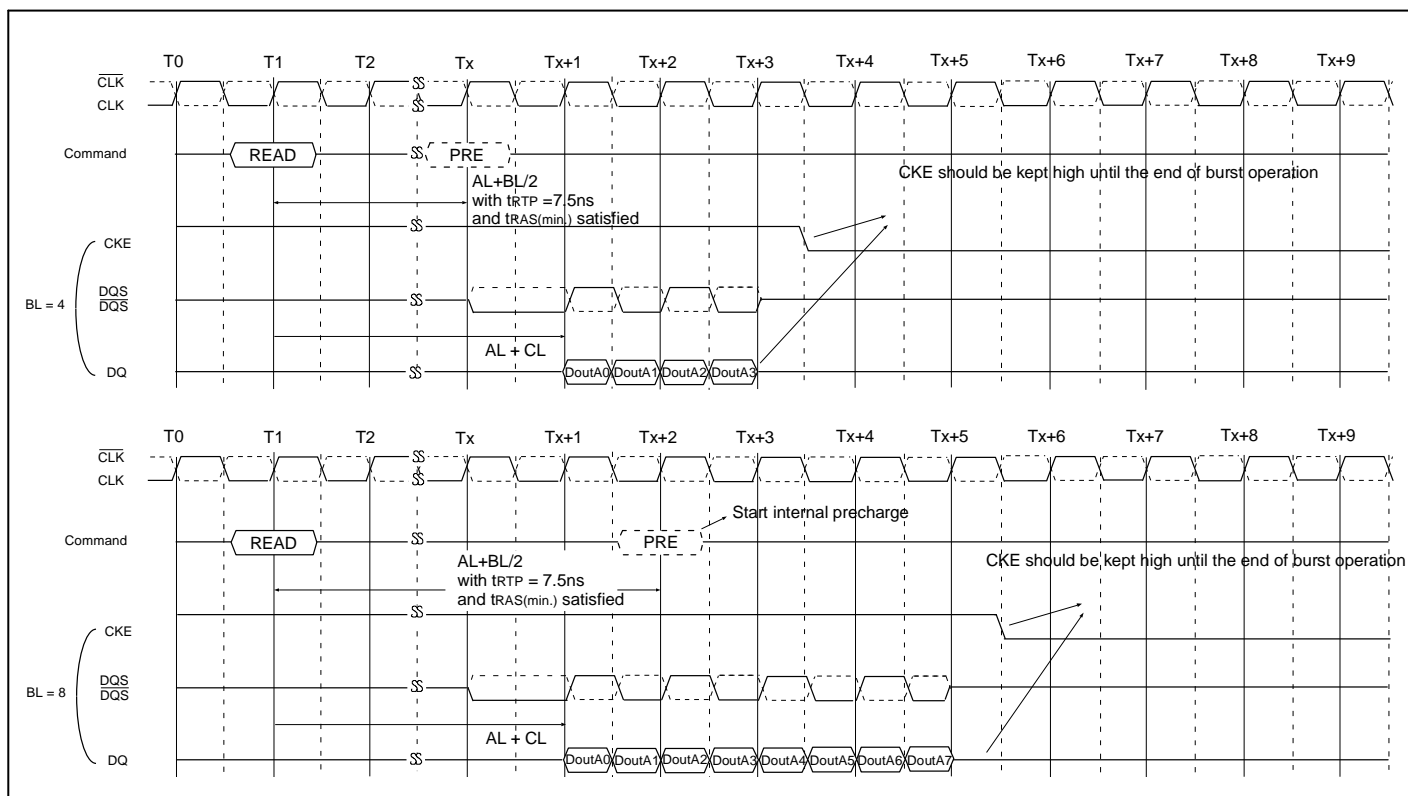 T0 T1 T2 Tx Tx+1 Tx+2 Tx+3 Tx+4 Tx+5 Tx+6 Tx+7 Tx+8 Tx+9
CLK
CLK
Command READ PRE
AL+BL/2
with tRTP =7.5ns
and tRAS(min.) satisfied
CKE should be kept high until the end of burst operation
CKE
BL = 4
DQS
DQS
AL + CL
DQ DoutA0 DoutA1 DoutA2 DoutA3
T0 T1 T2 Tx Tx+1 Tx+2 Tx+3 Tx+4 Tx+5 Tx+6 Tx+7 Tx+8 Tx+9
CLK
CLK
Start internal precharge
Command READ PRE
AL+BL/2
with tRTP = 7.5ns
and tRAS(min.) satisfied
CKE should be kept high until the end of burst operation
CKE
BL = 8
DQS
DQS
AL + CL
DQ DoutA0 DoutA1 DoutA2 DoutA3 DoutA4 DoutA5 DoutA6 DoutA7